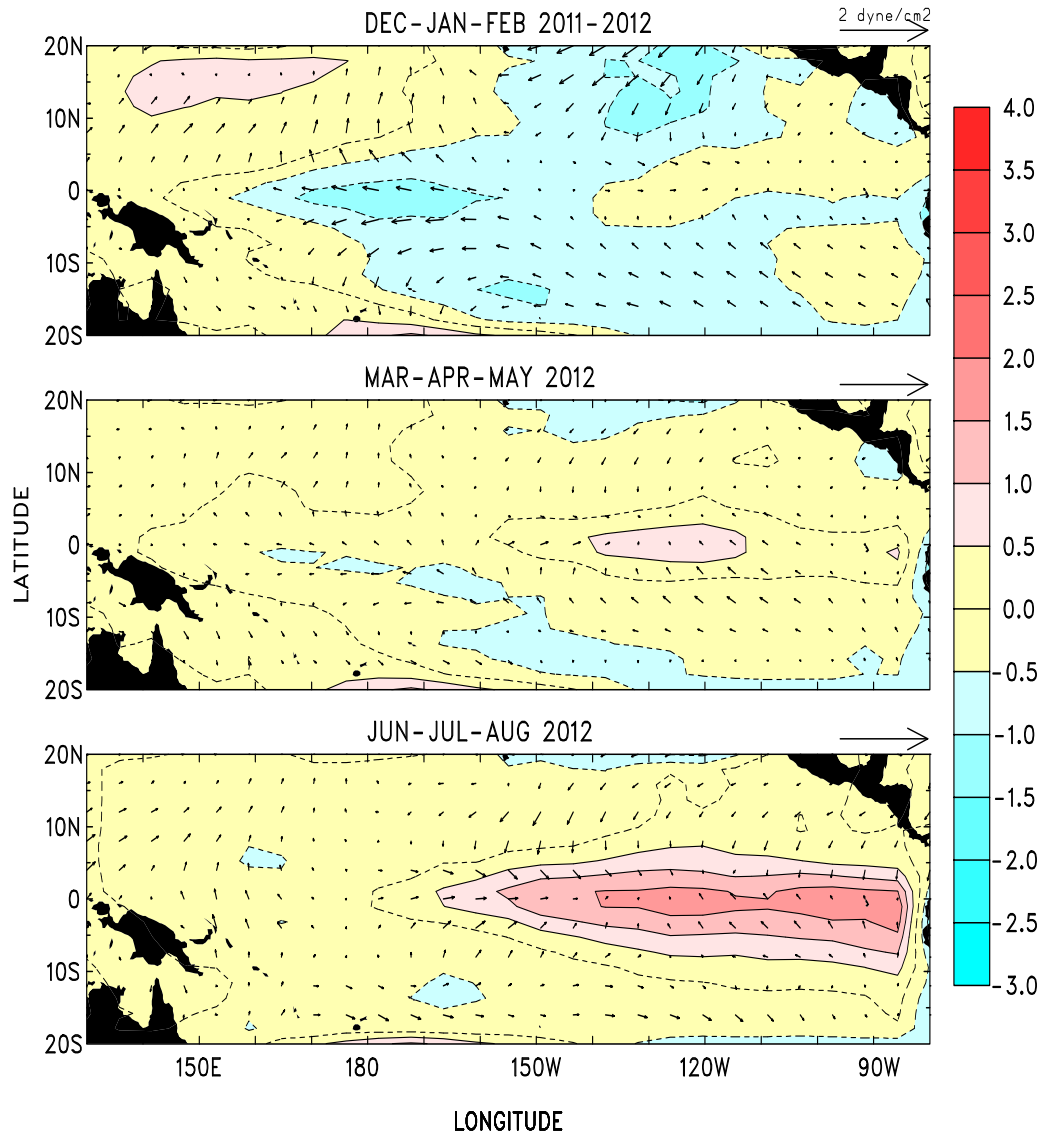 DEC-JAN-FEB 2011-2012
2 dyne/cm2
20N
10N
0
10S
20S
MAR-APR-MAY 2012
20N
10N
0
10S
20S
LATITUDE
JUN-JUL-AUG 2012
20N
10N
0
10S
20S
150E
180
150W
120W
90W
LONGITUDE
4.0
3.5
3.0
2.5
2.0
1.5
1.0
0.5
0.0
-0.5
-1.0
-1.5
-2.0
-2.5
-3.0